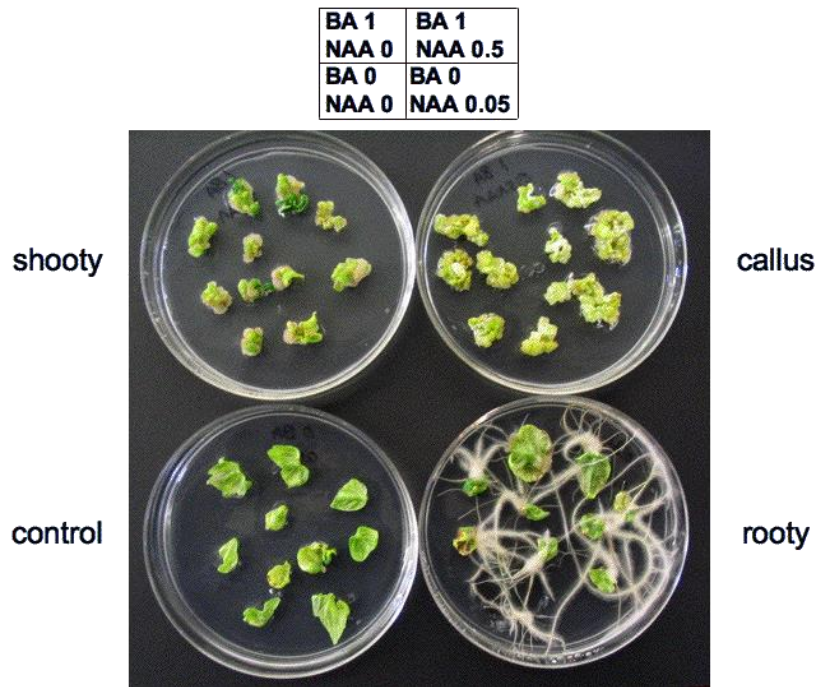 BA 1 BA 1
NAA 0 NAA 0.5
BA 0 BA 0
NAA 0 NAA 0.05
shooty
callus
control
rooty